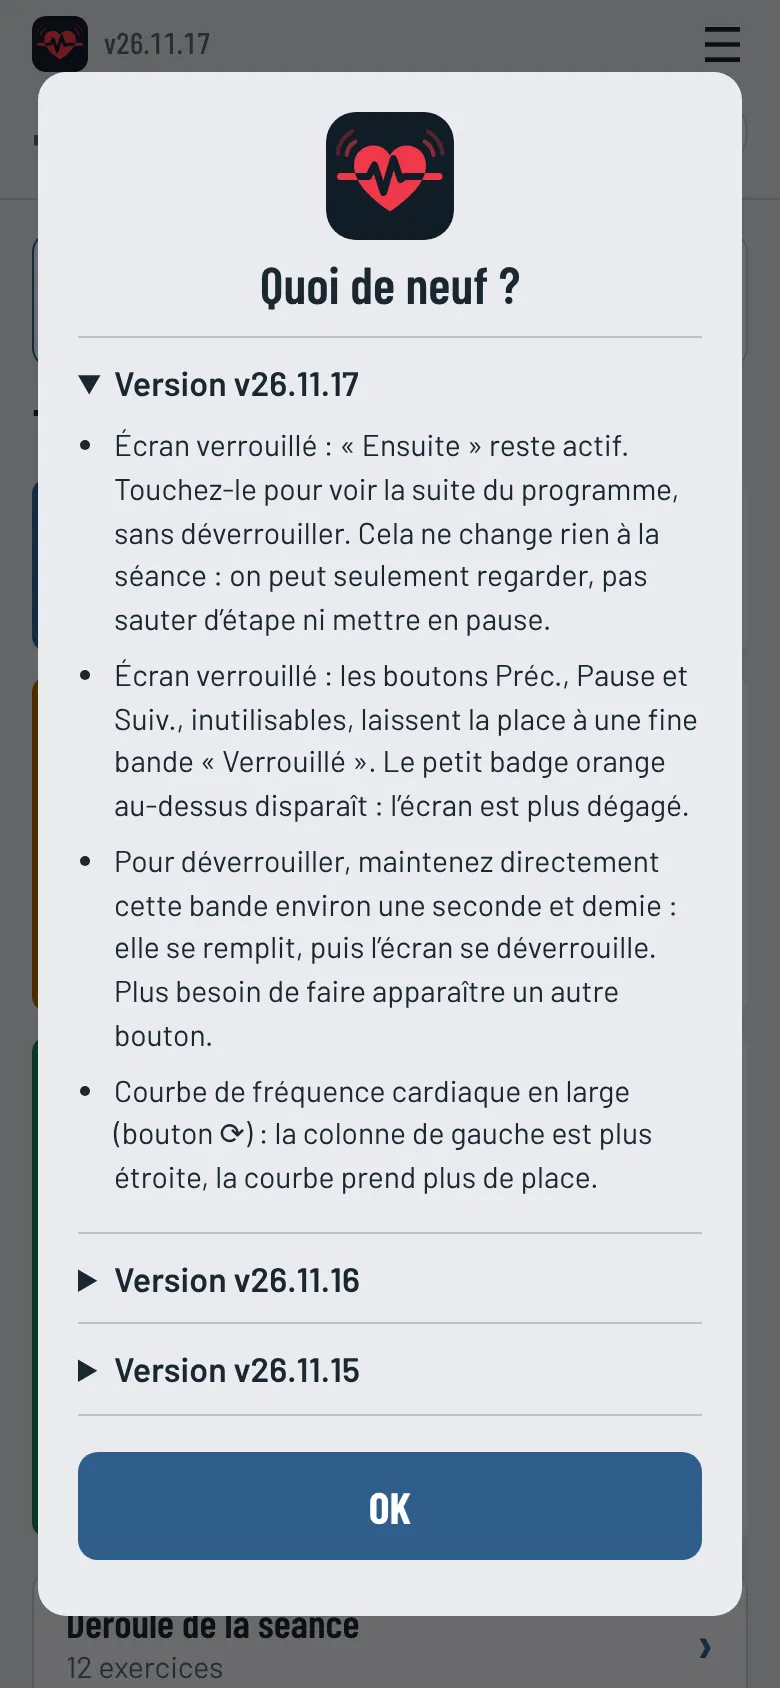 v26.11.17
Quoi de neuf ?
Version v26.11.17
Écran verrouillé : « Ensuite » reste actif.
Touchez-le pour voir la suite du programme,
sans déverrouiller. Cela ne change rien à la
séance : on peut seulement regarder, pas
sauter d’étape ni mettre en pause.
Écran verrouillé : les boutons Préc., Pause et
Suiv., inutilisables, laissent la place à une fine
bande « Verrouillé ». Le petit badge orange
au-dessus disparaît : l’écran est plus dégagé.
Pour déverrouiller, maintenez directement
cette bande environ une seconde et demie :
elle se remplit, puis l’écran se déverrouille.
Plus besoin de faire apparaître un autre
bouton.
Courbe de fréquence cardiaque en large
(bouton ⟳) : la colonne de gauche est plus
étroite, la courbe prend plus de place.
Version v26.11.16
Version v26.11.15
OK
Déroulé de la séance
12 exercices